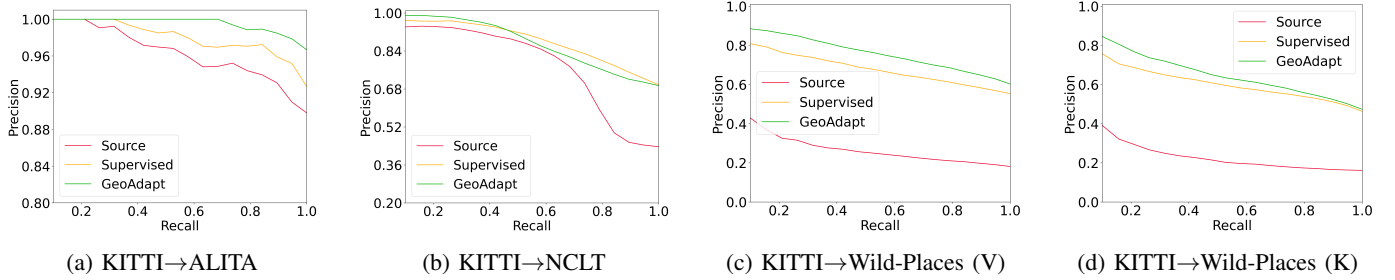 1.00
0.96
0.92
0.88
0.84
0.80
Precision
0.2 0.4 0.6 0.8 1.0
Recall
Source
Supervised
GeoAdapt
(a) KITTI→ALITA
1.00
0.84
0.68
0.52
0.36
0.20
Precision
0.2 0.4 0.6 0.8 1.0
Recall
Source
Supervised
GeoAdapt
(b) KITTI→NCLT
1.0
0.8
0.6
0.4
0.2
0.0
Precision
0.2 0.4 0.6 0.8 1.0
Recall
Source
Supervised
GeoAdapt
(c) KITTI→Wild-Places (V)
1.0
0.8
0.6
0.4
0.2
0.0
Precision
0.2 0.4 0.6 0.8 1.0
Recall
Source
Supervised
GeoAdapt
(d) KITTI→Wild-Places (K)